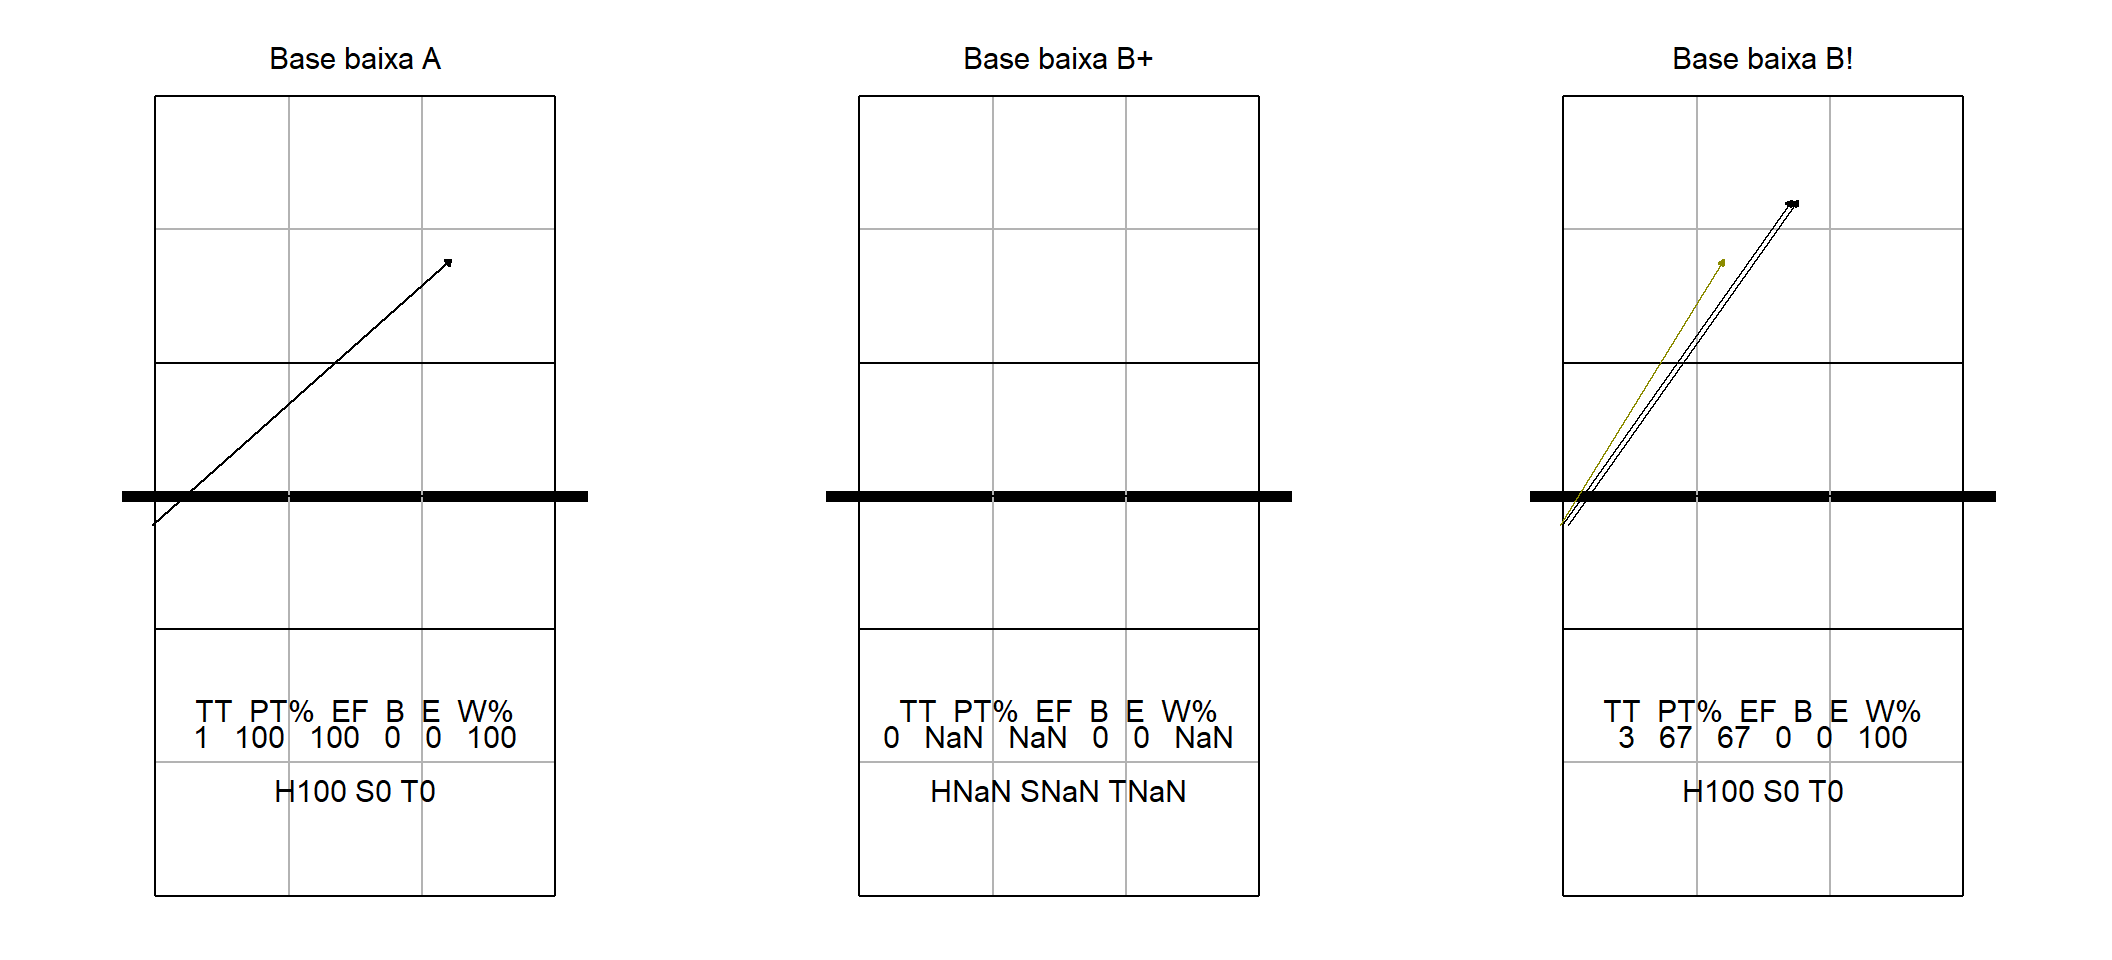 Base baixa A
TT PT% EF B E W%
1 100 100 0 0 100
H100 S0 T0
Base baixa B+
TT PT% EF B E W%
0 NaN NaN 0 0 NaN
HNaN SNaN TNaN
Base baixa B!
TT PT% EF B E W%
3 67 67 0 0 100
H100 S0 T0